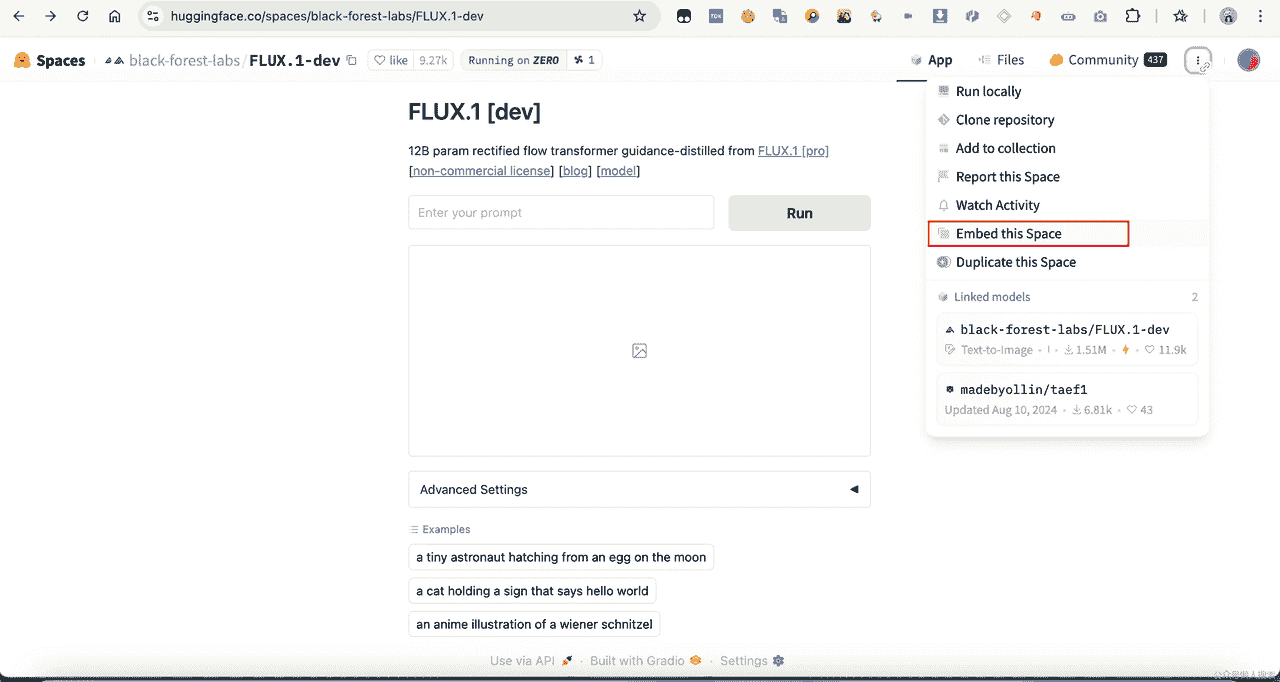 huggingface.co/spaces/black-forest-labs/FLUX.1-dev
Spaces black-forest-labs/FLUX.1-dev like 9.27k Running on ZERO 1 App Files Community 437
Run locally
Clone repository
Add to collection
Report this Space
Watch Activity
Embed this Space
Duplicate this Space
Linked models 2
black-forest-labs/FLUX.1-dev
Text-to-Image 1.51M 11.9k
madebyollin/taef1
Updated Aug 10, 2024 6.81k 43
FLUX.1 [dev]
12B param rectified flow transformer guidance-distilled from FLUX.1 [pro]
[non-commercial license] [blog] [model]
Enter your prompt Run
Advanced Settings
Examples
a tiny astronaut hatching from an egg on the moon
a cat holding a sign that says hello world
an anime illustration of a wiener schnitzel
Use via API · Built with Gradio · Settings